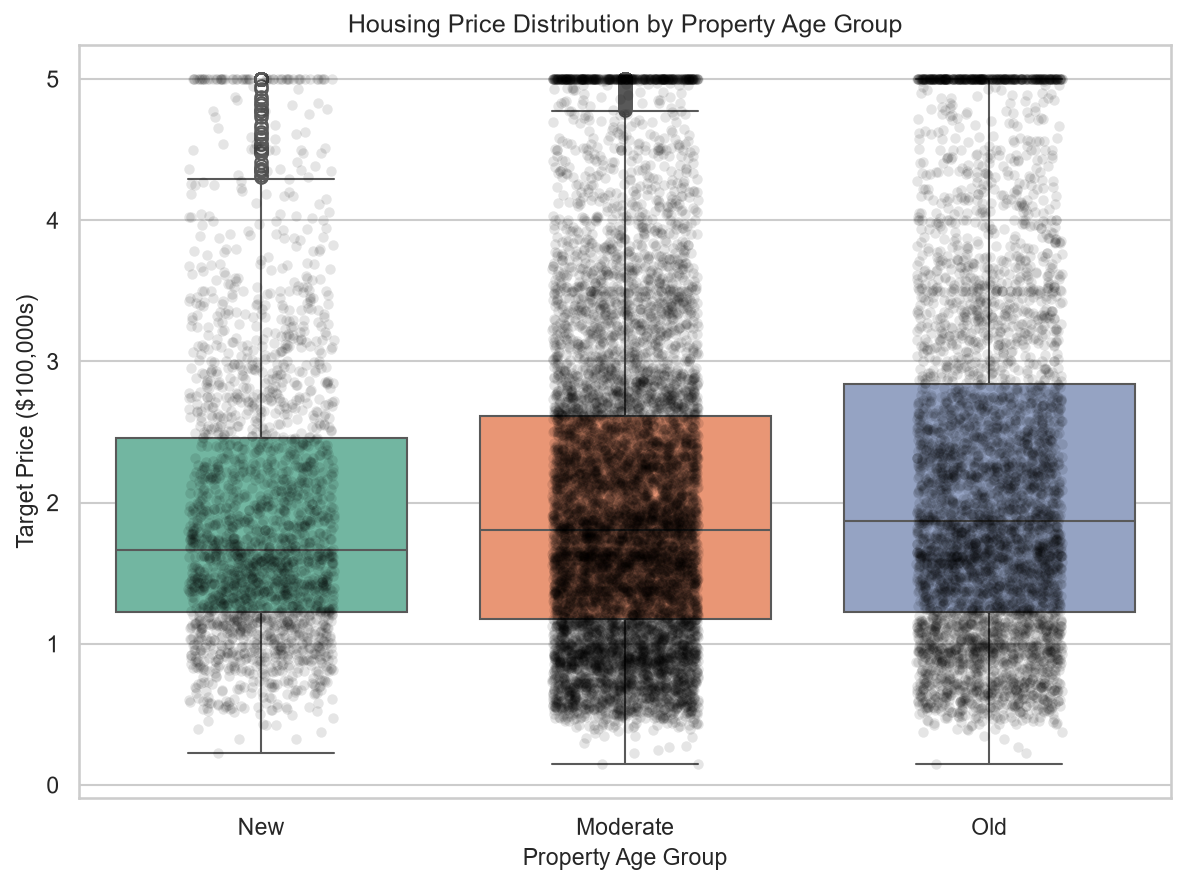 Housing Price Distribution by Property Age Group
Target Price ($100,000s)
5
4
3
2
1
0
New
Moderate
Old
Property Age Group